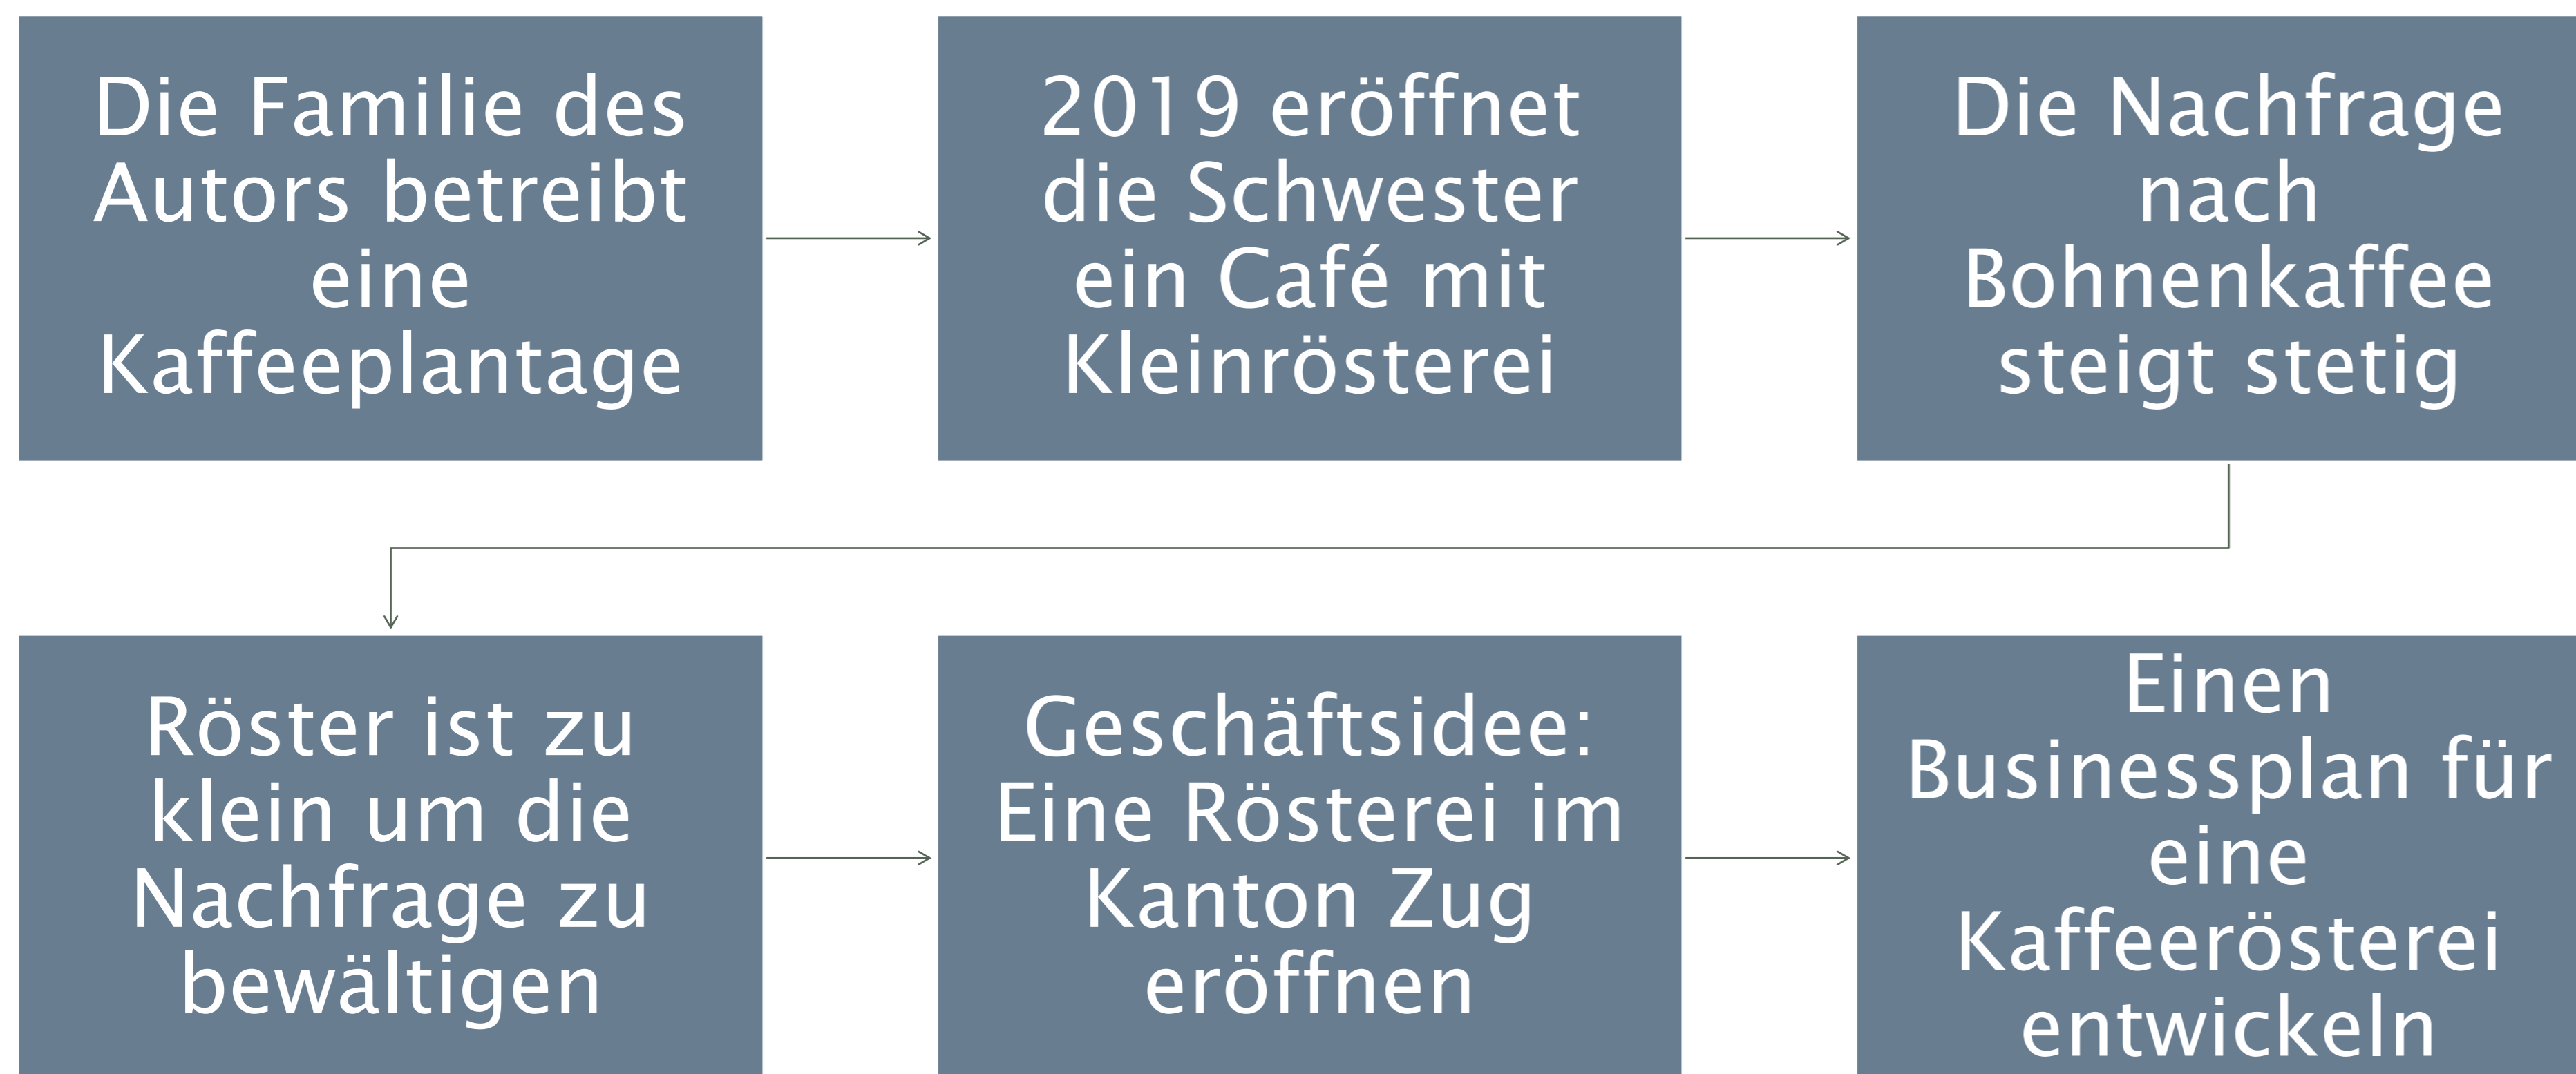 Die Familie des
Autors betreibt
eine
Kaffeeplantage
2019 eröffnet
die Schwester
ein Café mit
Kleinrösterei
Die Nachfrage
nach
Bohnenkaffee
steigt stetig
Röster ist zu
klein um die
Nachfrage zu
bewältigen
Geschäftsidee:
Eine Rösterei im
Kanton Zug
eröffnen
Einen
Businessplan für
eine
Kaffeerösterei
entwickeln